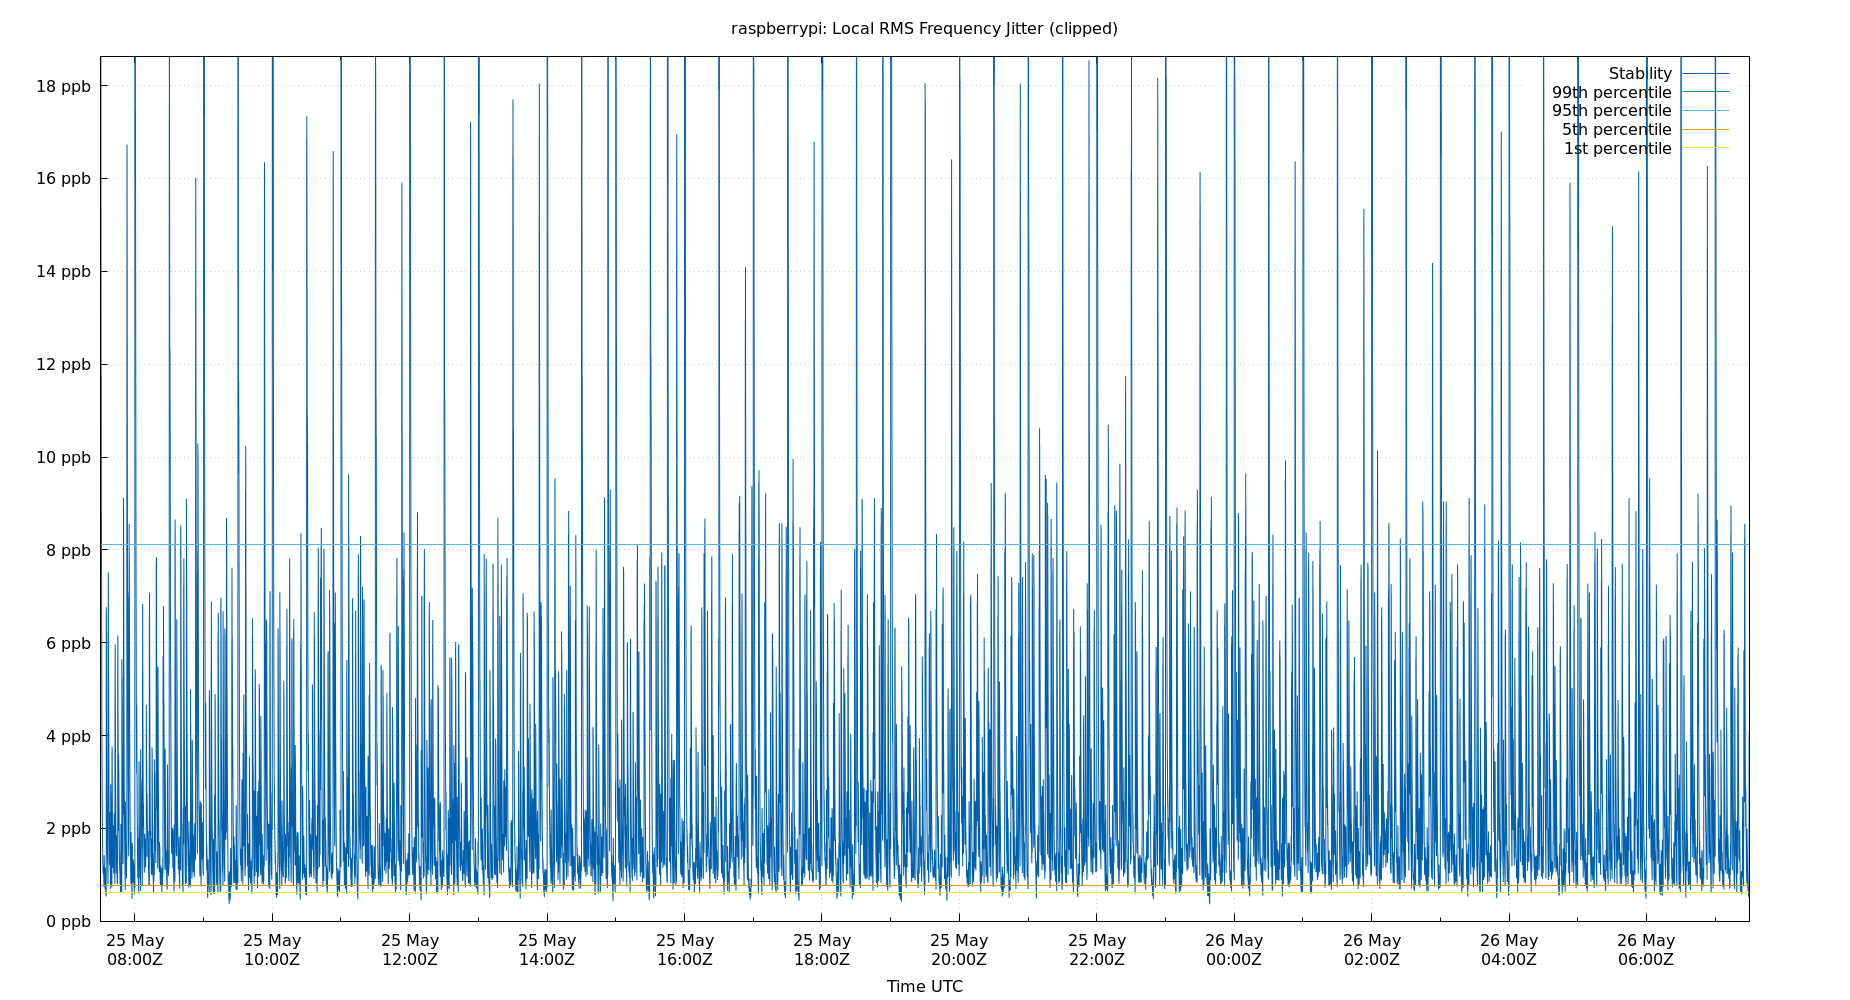 raspberrypi: Local RMS Frequency Jitter (clipped)
18 ppb
16 ppb
14 ppb
12 ppb
10 ppb
8 ppb
6 ppb
4 ppb
2 ppb
0 ppb
Stability
99th percentile
95th percentile
5th percentile
1st percentile
25 May 25 May 25 May 25 May 25 May 25 May 25 May 25 May 26 May 26 May 26 May 26 May
08:00Z 10:00Z 12:00Z 14:00Z 16:00Z 18:00Z 20:00Z 22:00Z 00:00Z 02:00Z 04:00Z 06:00Z
Time UTC